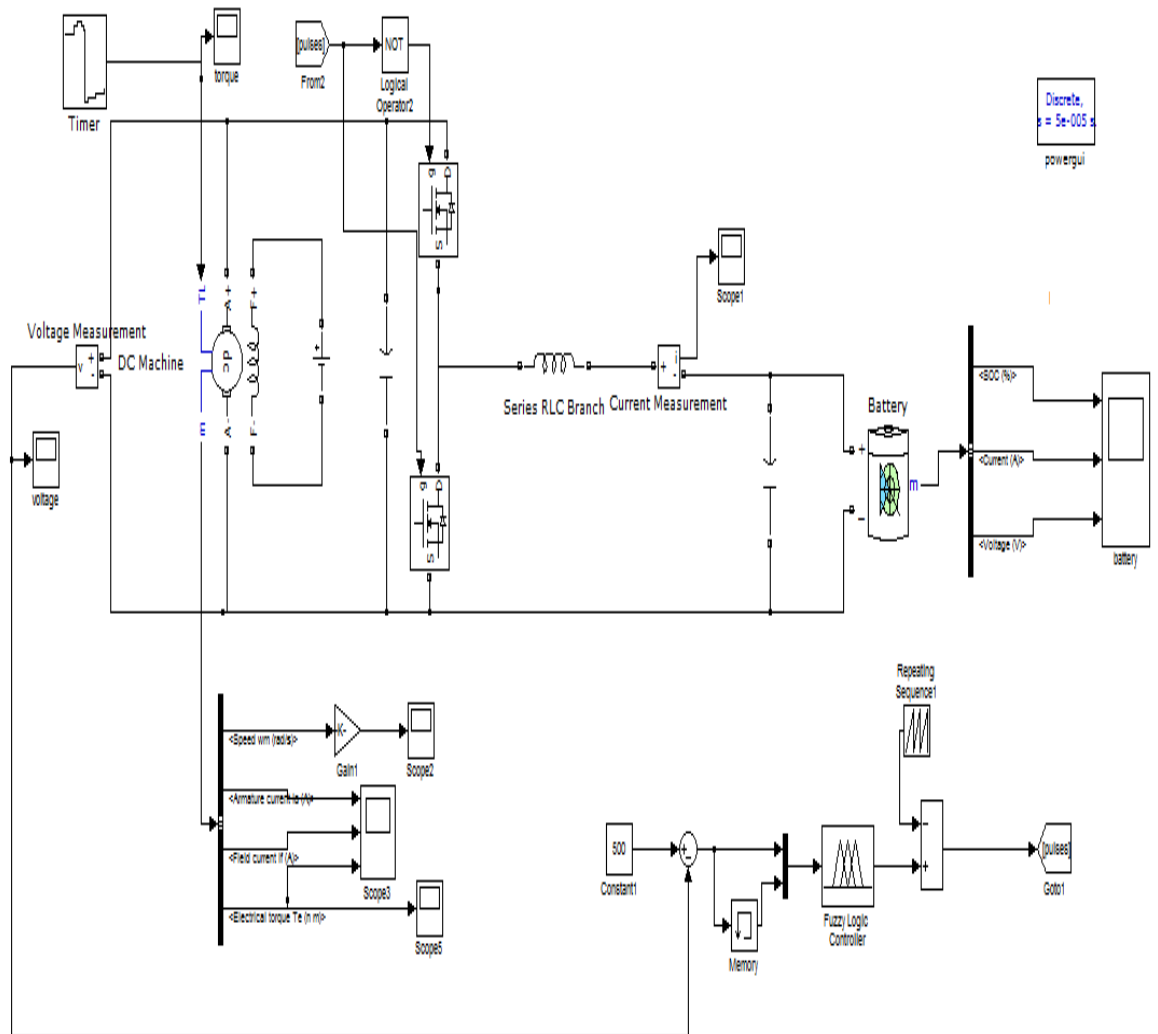 Timer
torque
[pulses]
From2
NOT
Logical
Operator2
Discrete,
s = 5e-005 s
powergui
g
D
S
Scope1
TL
A+
F+
Voltage Measurement
v
+
-
DC Machine
m
A-
F-
+
voltage
g
D
S
Series RLC Branch
+
i
-
Current Measurement
Battery
+
m
_
<SOC (%)>
<Current (A)>
<Voltage (V)>
battery
<Speed wm (rad/s)>
-K-
Gain1
Scope2
<Armature current ia (A)>
<Field current if (A)>
Scope3
<Electrical torque Te (n m)>
Scope5
Repeating
Sequence1
500
Constant1
+
-
Memory
Fuzzy Logic
Controller
-
+
[pulses]
Goto1